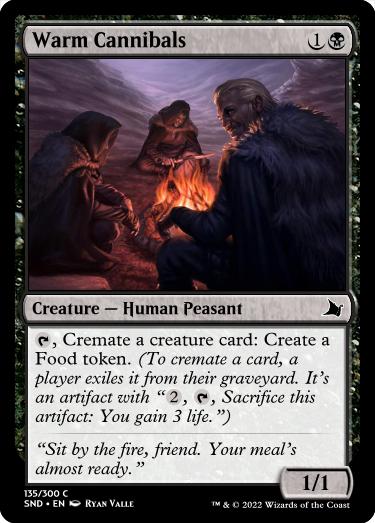 Warm Cannibals 1
Creature — Human Peasant
, Cremate a creature card: Create a
Food token. (To cremate a card, a
player exiles it from their graveyard. It's
an artifact with “2, , Sacrifice this
artifact: You gain 3 life.”)
“Sit by the fire, friend. Your meal's
almost ready.”
1/1
135/300 C
SND • EN Ryan Valle
™ & © 2022 Wizards of the Coast